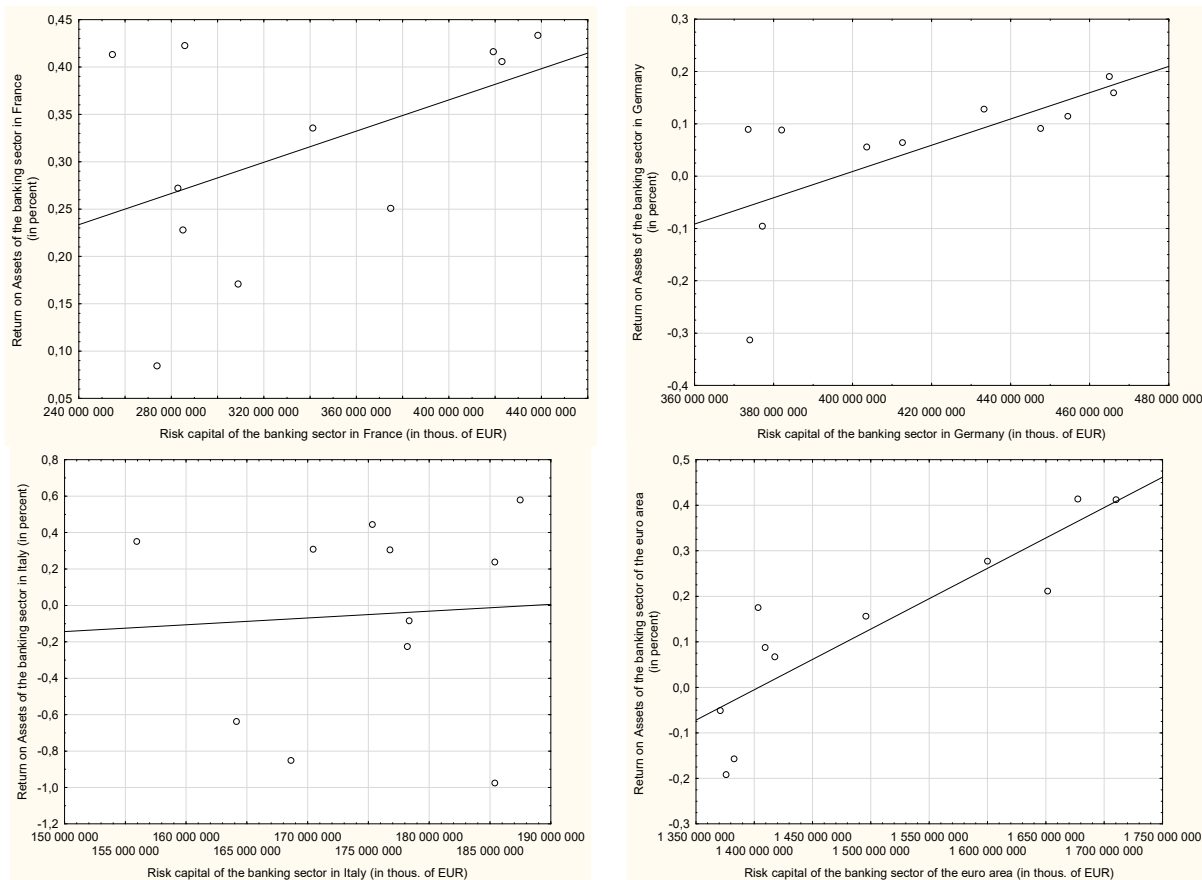 Return on Assets of the banking sector in France
(in percent)
0,45
0,40
0,35
0,30
0,25
0,20
0,15
0,10
0,05
240 000 000
280 000 000
320 000 000
360 000 000
400 000 000
440 000 000
Risk capital of the banking sector in France (in thous. of EUR)
Return on Assets of the banking sector in Germany
(in percent)
0,3
0,2
0,1
0,0
-0,1
-0,2
-0,3
-0,4
360 000 000
380 000 000
400 000 000
420 000 000
440 000 000
460 000 000
480 000 000
Risk capital of the banking sector in Germany (in thous. of EUR)
Return on Assets of the banking sector in Italy (in percent)
0,8
0,6
0,4
0,2
0,0
-0,2
-0,4
-0,6
-0,8
-1,0
-1,2
150 000 000
155 000 000
160 000 000
165 000 000
170 000 000
175 000 000
180 000 000
185 000 000
190 000 000
Risk capital of the banking sector in Italy (in thous. of EUR)
Return on Assets of the banking sector of the euro area
(in percent)
0,5
0,4
0,3
0,2
0,1
0,0
-0,1
-0,2
-0,3
1 350 000 000
1 400 000 000
1 450 000 000
1 500 000 000
1 550 000 000
1 600 000 000
1 650 000 000
1 700 000 000
1 750 000 000
Risk capital of the banking sector of the euro area (in thous. of EUR)